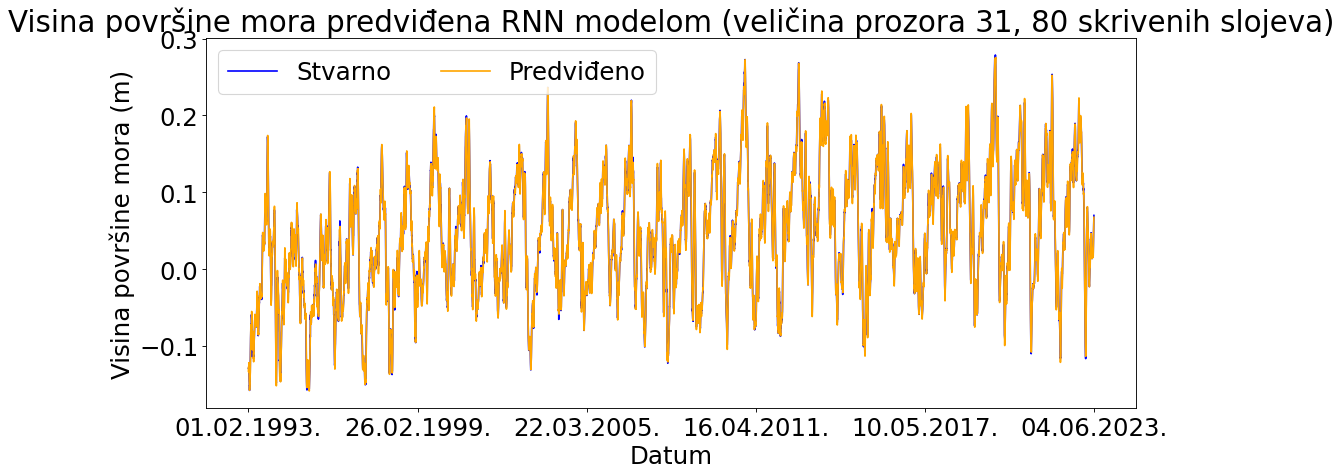 Visina površine mora predviđena RNN modelom (veličina prozora 31, 80 skrivenih slojeva)
Stvarno
Predviđeno
Visina površine mora (m)
0.3
0.2
0.1
0.0
−0.1
01.02.1993.
26.02.1999.
22.03.2005.
16.04.2011.
10.05.2017.
04.06.2023.
Datum